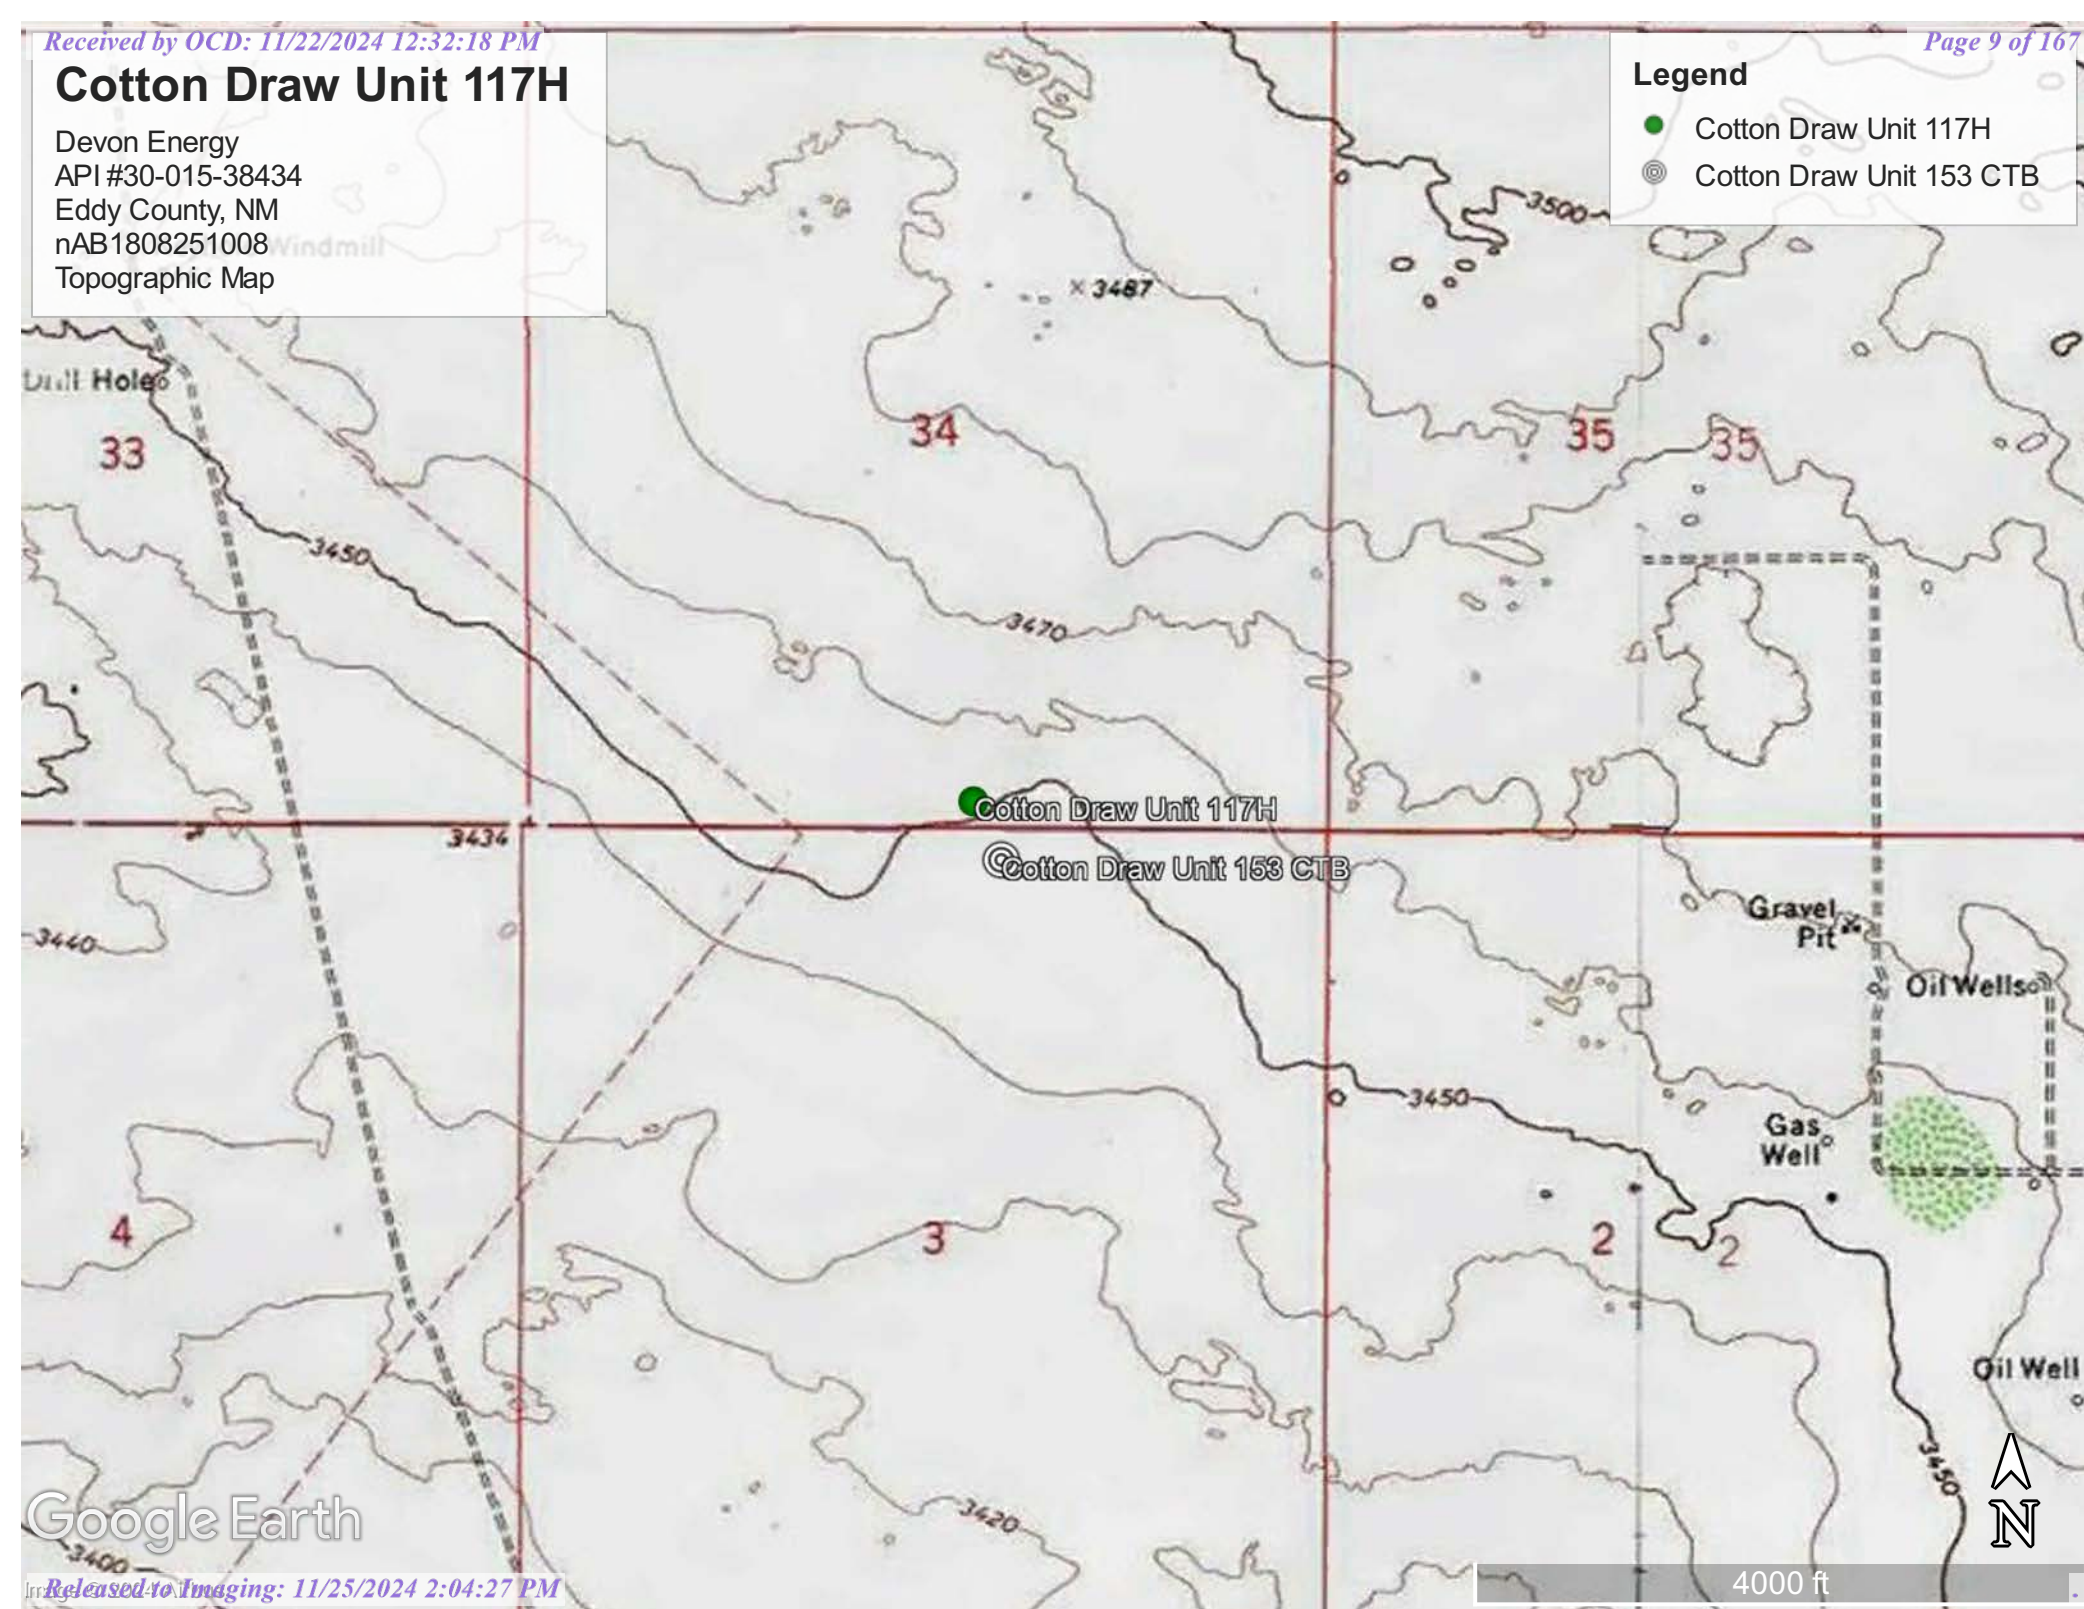 Received by OCD: 11/22/2024 12:32:18 PM
Page 9 of 167
Cotton Draw Unit 117H
Devon Energy
API #30-015-38434
Eddy County, NM
nAB1808251008
Topographic Map
Windmill
Legend
Cotton Draw Unit 117H
Cotton Draw Unit 153 CTB
3500
3487
Drill Hole
33
34
35
35
3450
3470
Cotton Draw Unit 117H
3434
Cotton Draw Unit 153 CTB
Gravel
Pit
3440
Oil Wells
3450
Gas
Well
4
3
2
2
Oil Well
3450
3420
3400
Google Earth
N
4000 ft
Released to Imaging: 11/25/2024 2:04:27 PM